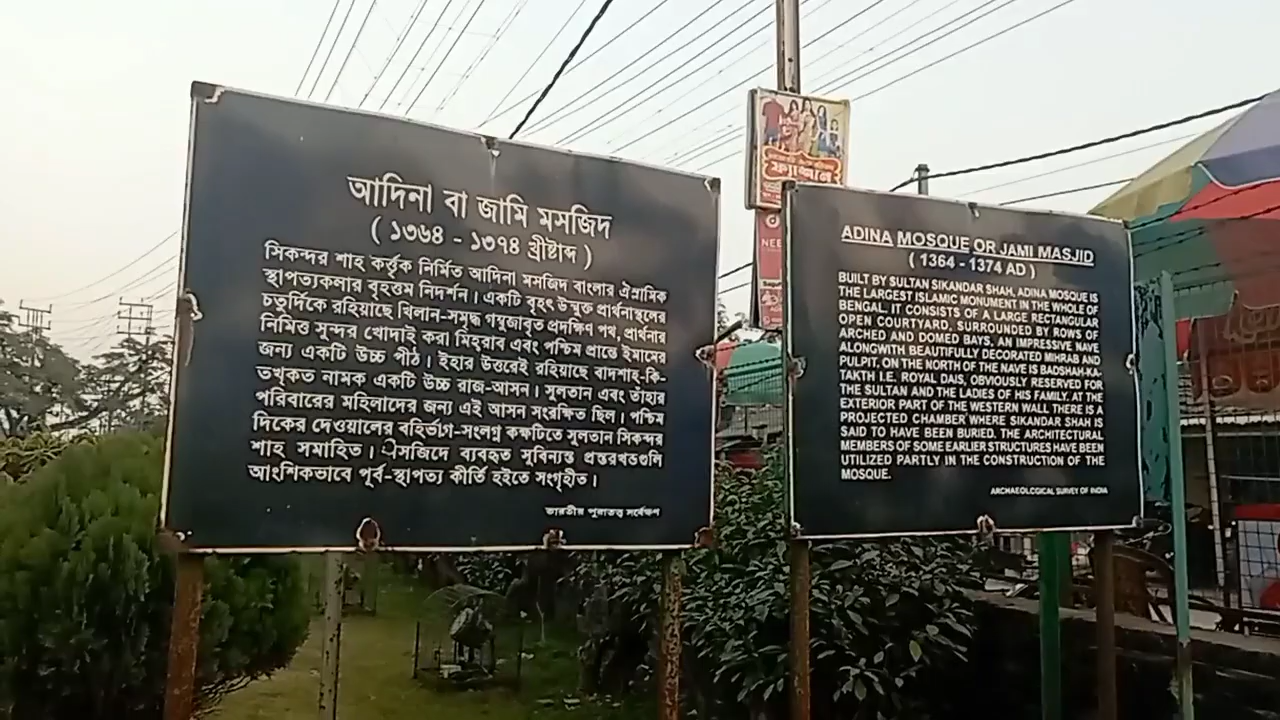 আদিনা বা জামি মসজিদ
( ১৩৬৪ - ১৩৭৪ খ্রীষ্টাব্দ )
সিকন্দর শাহ কর্ত্তৃক নির্মিত আদিনা মসজিদ বাংলার ঐস্লামিক
স্থাপত্যকলার বৃহত্তম নিদর্শন। একটি বৃহৎ উন্মুক্ত প্রার্থনাস্থলের
চতুর্দিকে রহিয়াছে খিলান-সমৃদ্ধ গম্বুজাবৃত প্রদক্ষিণ পথ, প্রার্থনার
নিমিত্ত সুন্দর খোদাই করা মিহ্‌রাব এবং পশ্চিম প্রান্তে ইমামের
জন্য একটি উচ্চ পীঠ। ইহার উত্তরেই রহিয়াছে বাদশাহ-কি-
তখ্‌ত নামক একটি উচ্চ রাজ-আসন। সুলতান এবং তাঁহার
পরিবারের মহিলাদের জন্য এই আসন সংরক্ষিত ছিল। পশ্চিম
দিকের দেওয়ালের বহির্ভাগ-সংলগ্ন কক্ষটিতে সুলতান সিকন্দর
শাহ সমাহিত। মসজিদে ব্যবহৃত সুবিন্যস্ত প্রস্তরখন্ডগুলি
আংশিকভাবে পূর্ব-স্থাপত্য কীর্তি হইতে সংগৃহীত।
ভারতীয় পুরাতত্ত্ব সর্বেক্ষণ
ফ্যাশান
ADINA MOSQUE OR JAMI MASJID
( 1364 - 1374 AD )
BUILT BY SULTAN SIKANDAR SHAH, ADINA MOSQUE IS
THE LARGEST ISLAMIC MONUMENT IN THE WHOLE OF
BENGAL. IT CONSISTS OF A LARGE RECTANGULAR
OPEN COURTYARD, SURROUNDED BY ROWS OF
ARCHED AND DOMED BAYS, AN IMPRESSIVE NAVE
ALONGWITH BEAUTIFULLY DECORATED MIHRAB AND
PULPIT, ON THE NORTH OF THE NAVE IS BADSHAH-KA-
TAKTH I.E. ROYAL DAIS, OBVIOUSLY RESERVED FOR
THE SULTAN AND THE LADIES OF HIS FAMILY. AT THE
EXTERIOR PART OF THE WESTERN WALL THERE IS A
PROJECTED CHAMBER WHERE SIKANDAR SHAH IS
SAID TO HAVE BEEN BURIED. THE ARCHITECTURAL
MEMBERS OF SOME EARLIER STRUCTURES HAVE BEEN
UTILIZED PARTLY IN THE CONSTRUCTION OF THE
MOSQUE.
ARCHAEOLOGICAL SURVEY OF INDIA